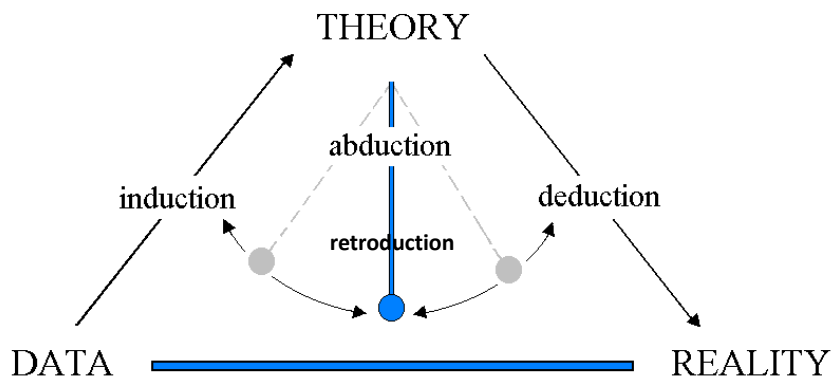 THEORY
abduction
induction
deduction
retroduction
DATA
REALITY